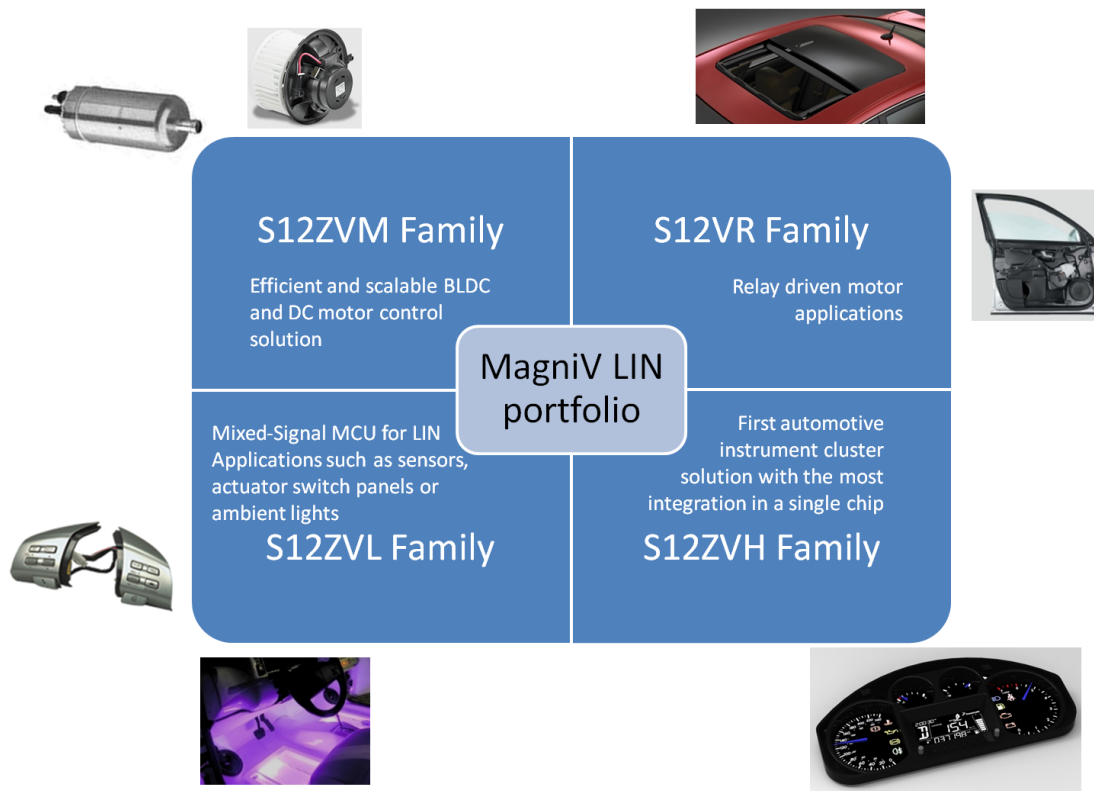 S12ZVM Family
Efficient and scalable BLDC
and DC motor control
solution
S12VR Family
Relay driven motor
applications
MagniV LIN
portfolio
Mixed-Signal MCU for LIN
Applications such as sensors,
actuator switch panels or
ambient lights
S12ZVL Family
First automotive
instrument cluster
solution with the most
integration in a single chip
S12ZVH Family